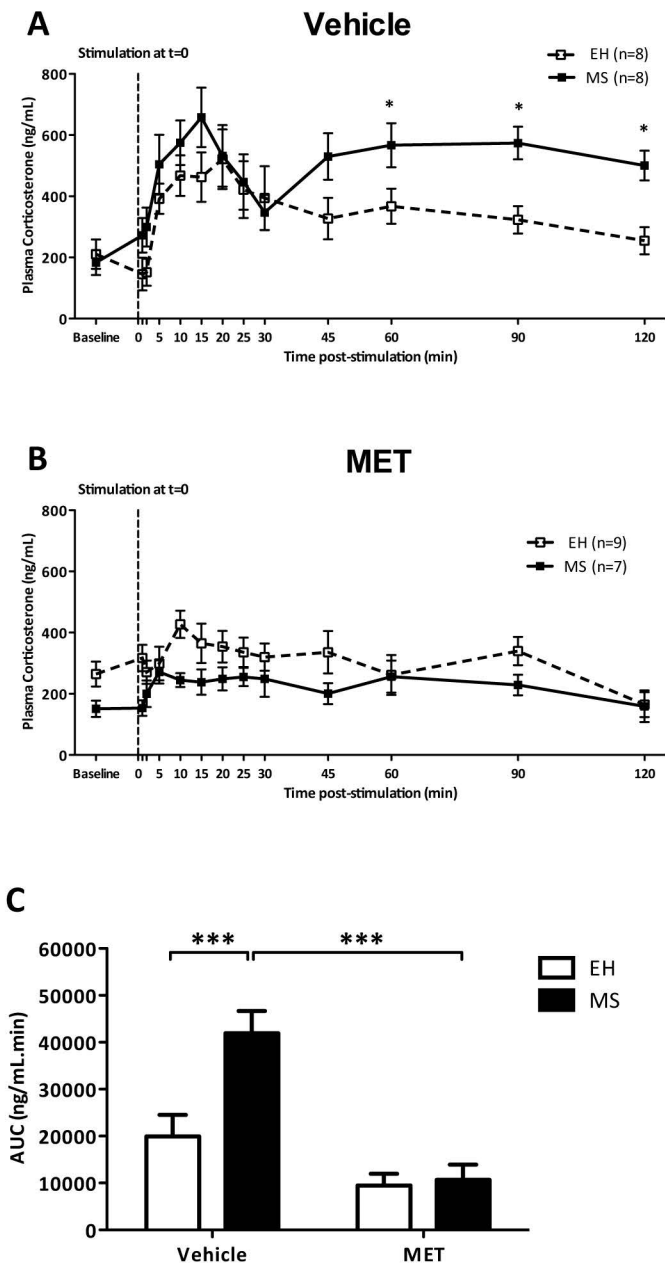 A
Vehicle
Stimulation at t=0
EH (n=8)
MS (n=8)
Plasma Corticosterone (ng/mL)
800
600
400
200
0
* * *
Baseline 0 5 10 15 20 25 30 45 60 90 120
Time post-stimulation (min)
B
MET
Stimulation at t=0
EH (n=9)
MS (n=7)
Plasma Corticosterone (ng/mL)
800
600
400
200
0
Baseline 0 5 10 15 20 25 30 45 60 90 120
Time post-stimulation (min)
C
*** ***
EH
MS
AUC (ng/mL.min)
60000
50000
40000
30000
20000
10000
0
Vehicle MET